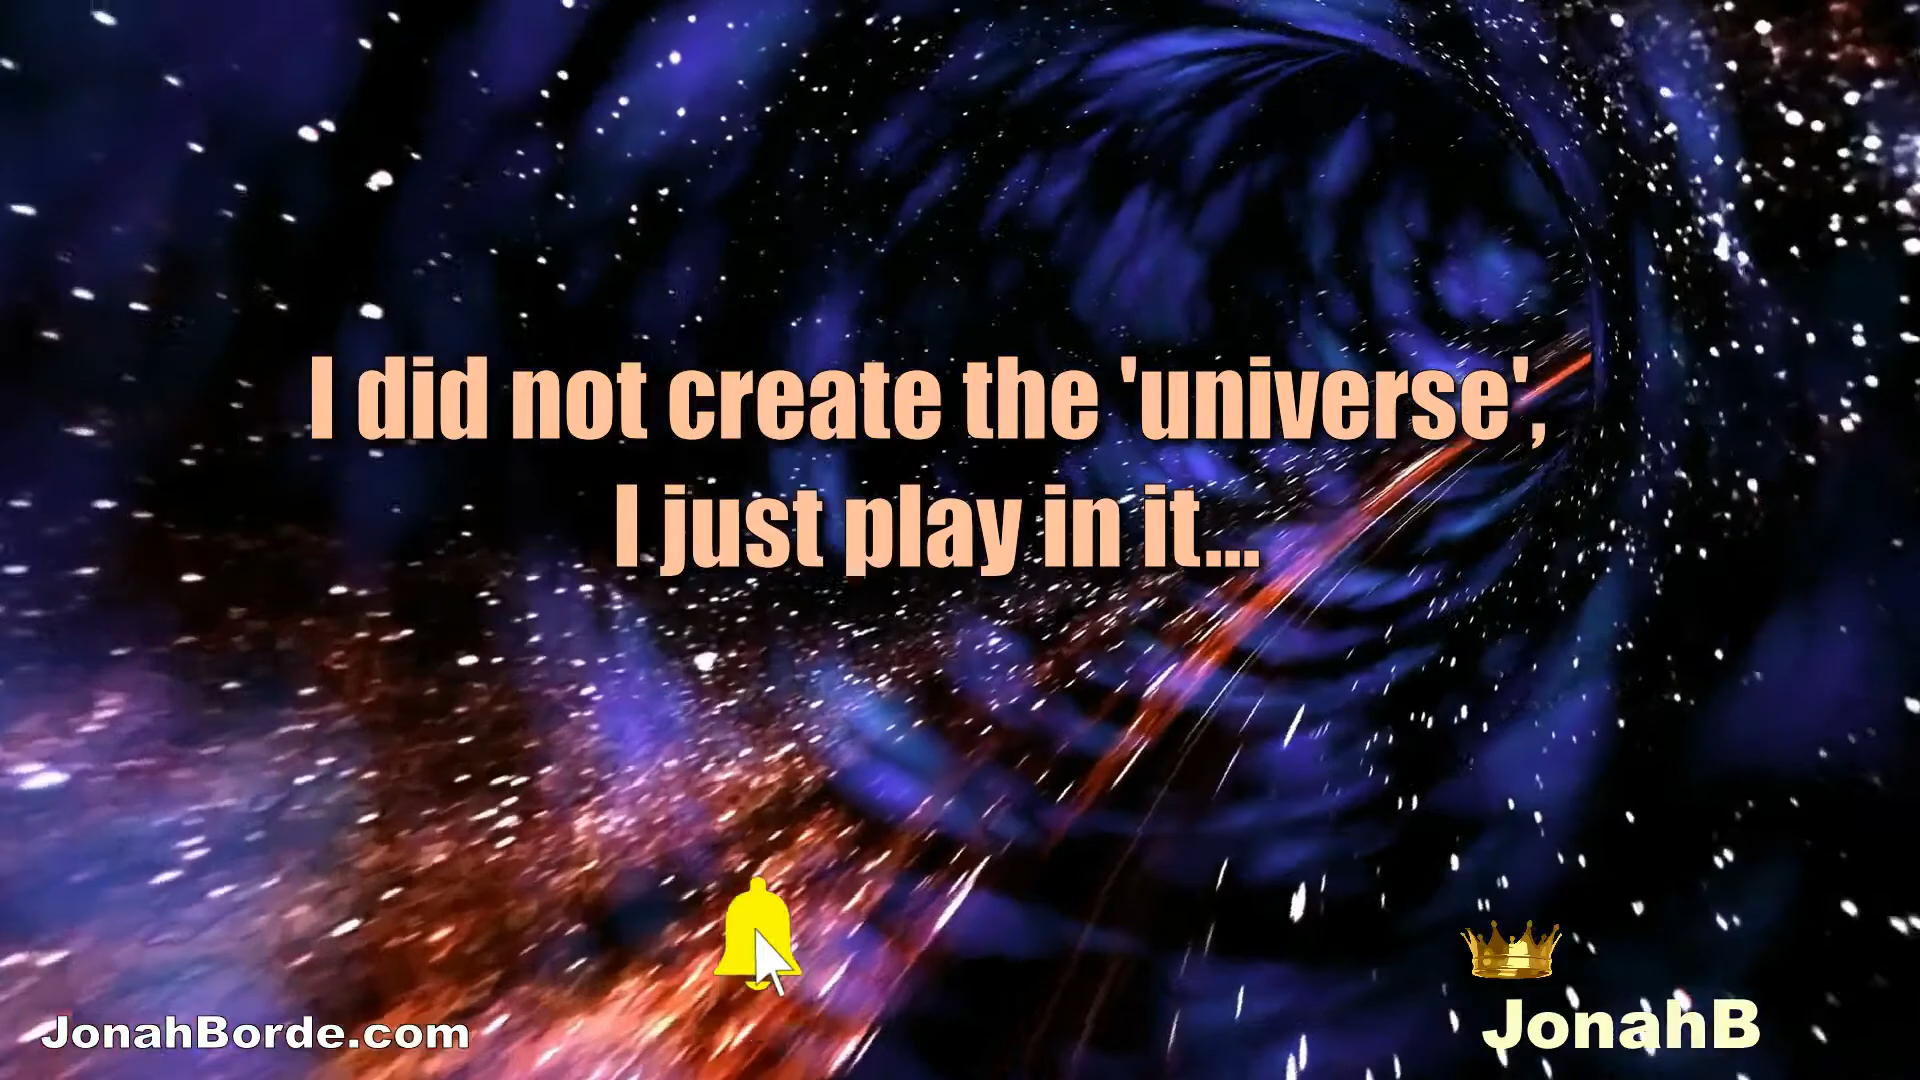 I did not create the 'universe',
I just play in it...
JonahBorde.com
JonahB